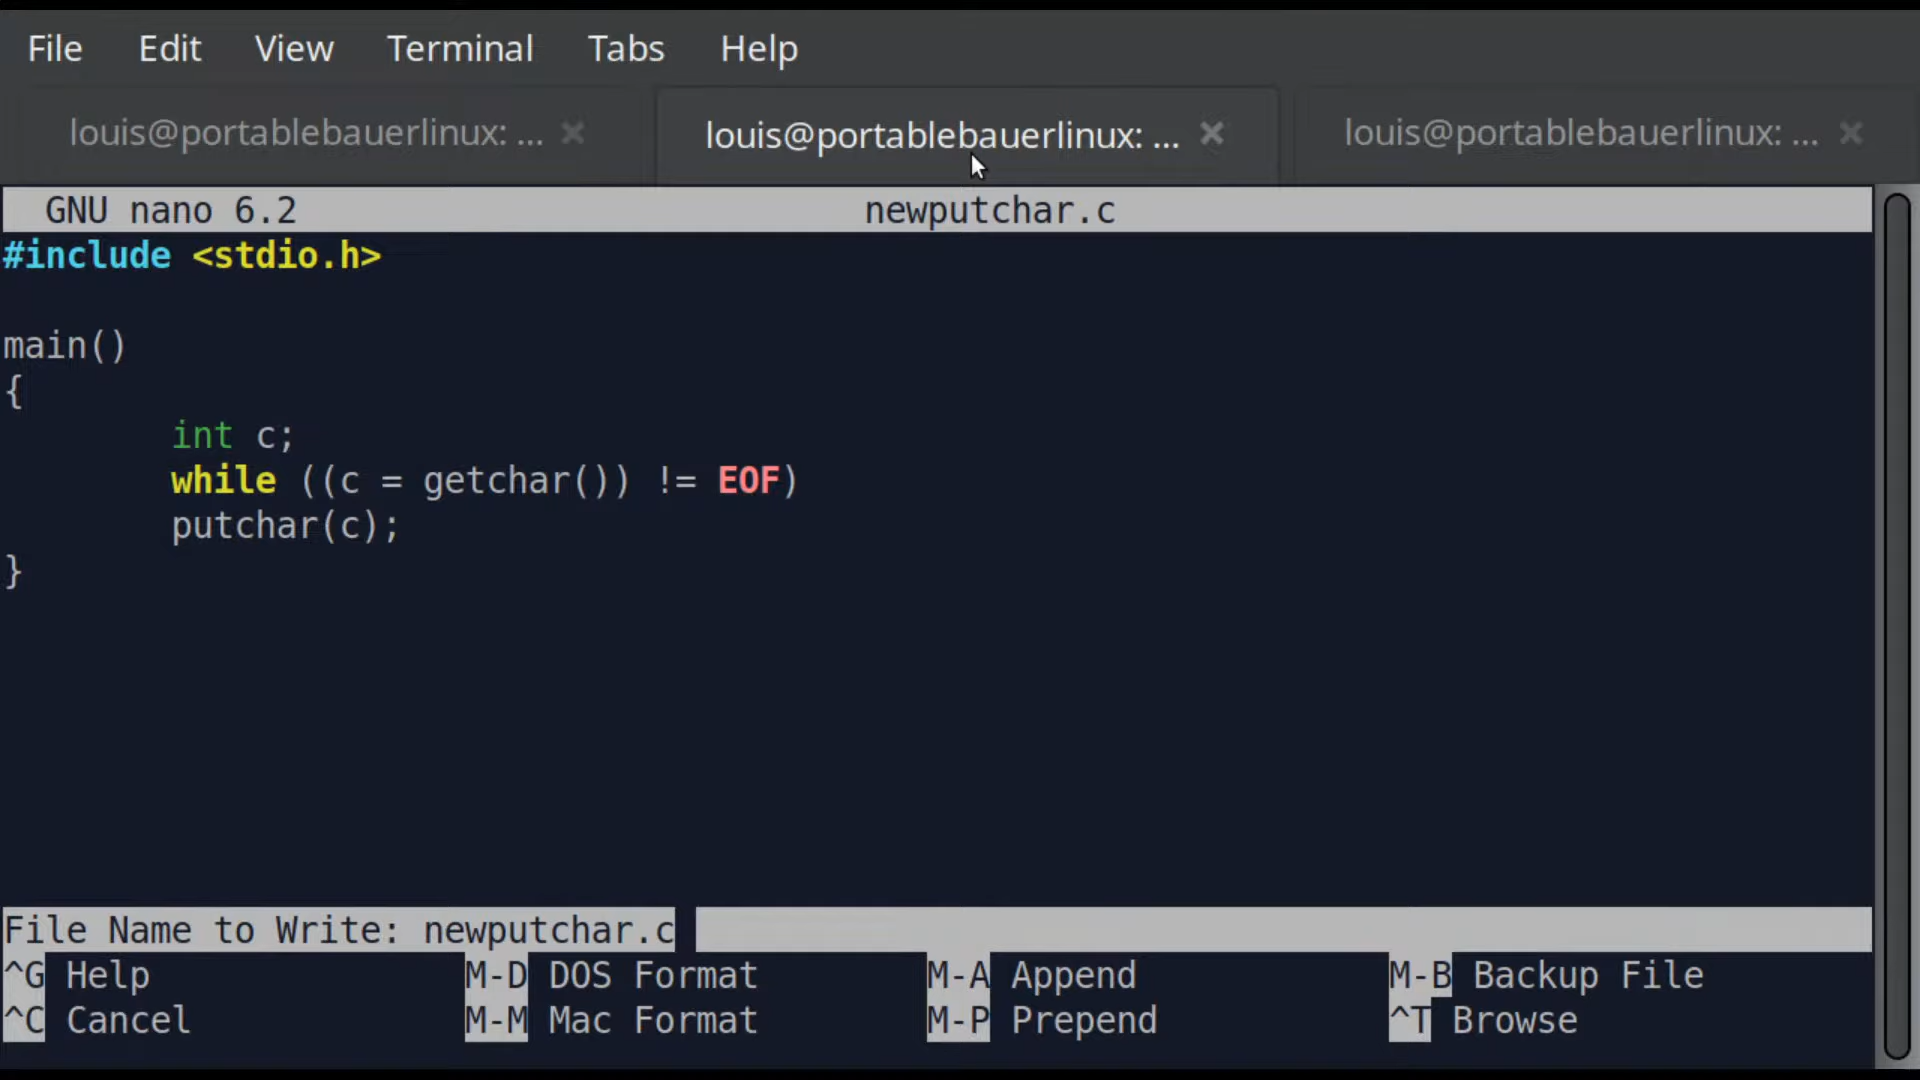 File Edit View Terminal Tabs Help
louis@portablebauerlinux: ... × louis@portablebauerlinux: ... × louis@portablebauerlinux: ... ×
GNU nano 6.2 newputchar.c
#include <stdio.h>
main()
{
int c;
while ((c = getchar()) != EOF)
putchar(c);
}
File Name to Write: newputchar.c
^G Help M-D DOS Format M-A Append M-B Backup File
^C Cancel M-M Mac Format M-P Prepend ^T Browse